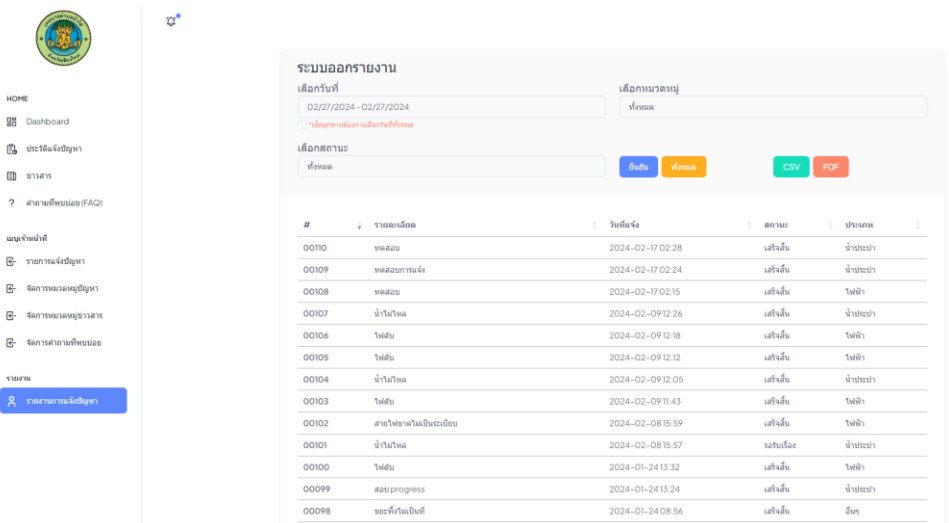 HOME
Dashboard
ประวัติแจ้งปัญหา
ข่าวสาร
คำถามที่พบบ่อย (FAQ)
เมนูเจ้าหน้าที่
รายการแจ้งปัญหา
จัดการหมวดหมู่ปัญหา
จัดการหมวดหมู่ข่าวสาร
จัดการคำถามที่พบบ่อย
รายงาน
รายงานการแจ้งปัญหา
ระบบออกรายงาน
เลือกวันที่ เลือกหมวดหมู่
02/27/2024 - 02/27/2024 ทั้งหมด
*เช็คถูกหากต้องการเลือกวันที่ทั้งหมด
เลือกสถานะ
ทั้งหมด ยืนยัน ทั้งหมด CSV PDF
# รายละเอียด วันที่แจ้ง สถานะ ประเภท
00110 ทดสอบ 2024-02-17 02:28 เสร็จสิ้น น้ำประปา
00109 ทดสอบการแจ้ง 2024-02-17 02:24 เสร็จสิ้น น้ำประปา
00108 ทดสอบ 2024-02-17 02:15 เสร็จสิ้น ไฟฟ้า
00107 น้ำไม่ไหล 2024-02-09 12:26 เสร็จสิ้น น้ำประปา
00106 ไฟดับ 2024-02-09 12:18 เสร็จสิ้น ไฟฟ้า
00105 ไฟดับ 2024-02-09 12:12 เสร็จสิ้น ไฟฟ้า
00104 น้ำไม่ไหล 2024-02-09 12:05 เสร็จสิ้น น้ำประปา
00103 ไฟดับ 2024-02-09 11:43 เสร็จสิ้น ไฟฟ้า
00102 สายไฟขาดไม่เป็นระเบียบ 2024-02-08 15:59 เสร็จสิ้น ไฟฟ้า
00101 น้ำไม่ไหล 2024-02-08 15:57 รอรับเรื่อง น้ำประปา
00100 ไฟดับ 2024-01-24 13:32 เสร็จสิ้น ไฟฟ้า
00099 สอบ progress 2024-01-24 13:24 เสร็จสิ้น น้ำประปา
00098 ขยะทิ้งไม่เป็นที่ 2024-01-24 08:56 เสร็จสิ้น อื่นๆ